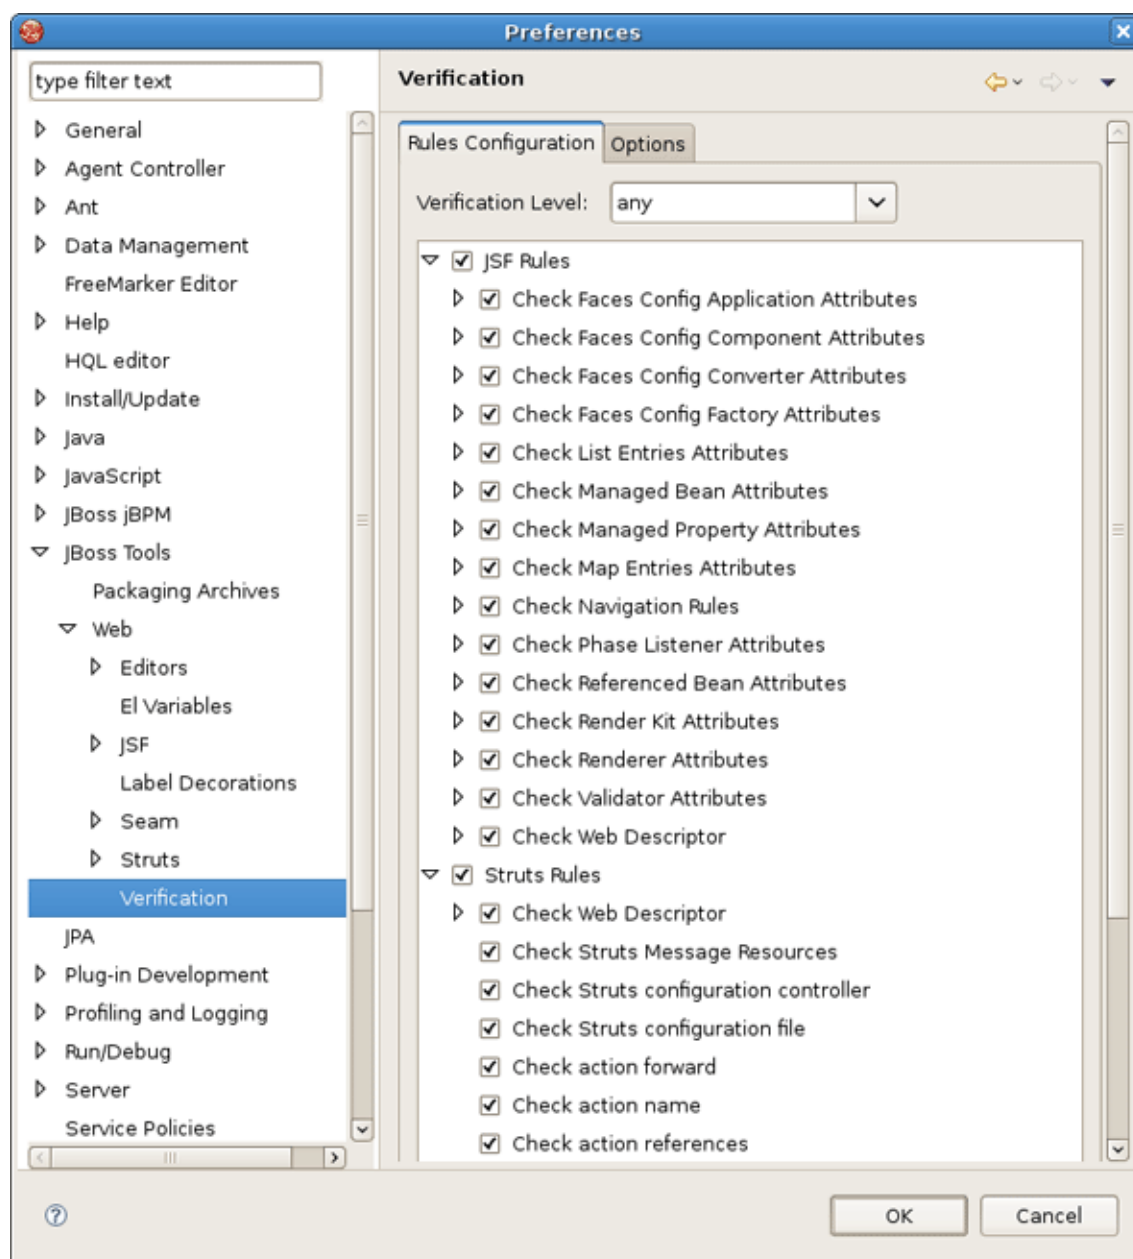 Preferences
type filter text
General
Agent Controller
Ant
Data Management
FreeMarker Editor
Help
HQL editor
Install/Update
Java
JavaScript
JBoss jBPM
JBoss Tools
Packaging Archives
Web
Editors
El Variables
JSF
Label Decorations
Seam
Struts
Verification
JPA
Plug-in Development
Profiling and Logging
Run/Debug
Server
Service Policies
Verification
Rules Configuration
Options
Verification Level: any
JSF Rules
Check Faces Config Application Attributes
Check Faces Config Component Attributes
Check Faces Config Converter Attributes
Check Faces Config Factory Attributes
Check List Entries Attributes
Check Managed Bean Attributes
Check Managed Property Attributes
Check Map Entries Attributes
Check Navigation Rules
Check Phase Listener Attributes
Check Referenced Bean Attributes
Check Render Kit Attributes
Check Renderer Attributes
Check Validator Attributes
Check Web Descriptor
Struts Rules
Check Web Descriptor
Check Struts Message Resources
Check Struts configuration controller
Check Struts configuration file
Check action forward
Check action name
Check action references
OK
Cancel